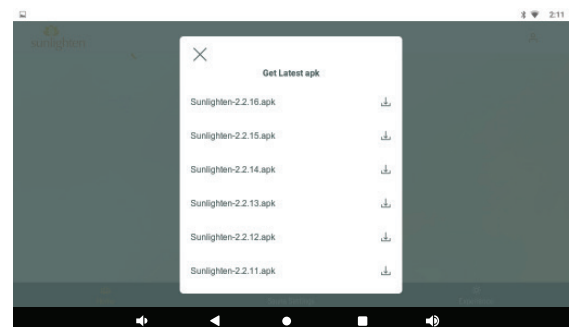 2:11
sunlighten
Get Latest apk
Sunlighten-2.2.16.apk
Sunlighten-2.2.15.apk
Sunlighten-2.2.14.apk
Sunlighten-2.2.13.apk
Sunlighten-2.2.12.apk
Sunlighten-2.2.11.apk